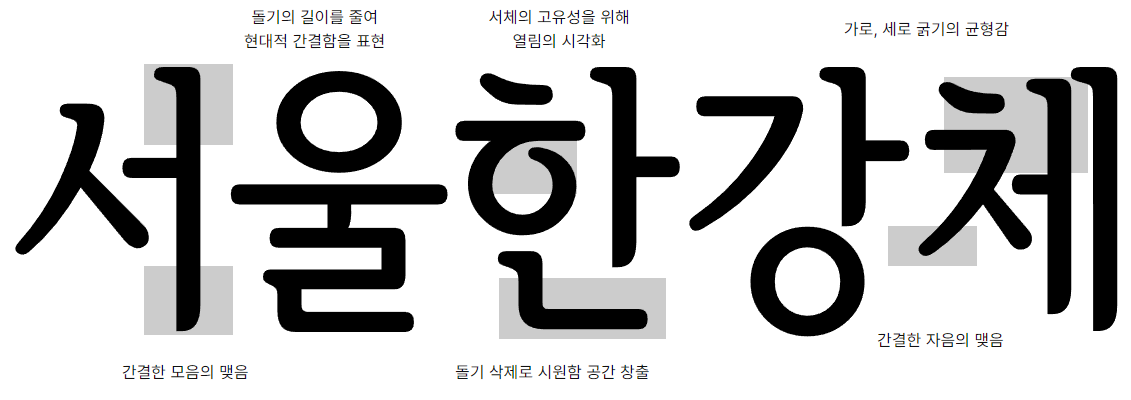 돌기의 길이를 줄여
현대적 간결함을 표현
서체의 고유성을 위해
열림의 시각화
가로, 세로 굵기의 균형감
서울한강체
간결한 자음의 맺음
간결한 모음의 맺음
돌기 삭제로 시원함 공간 창출